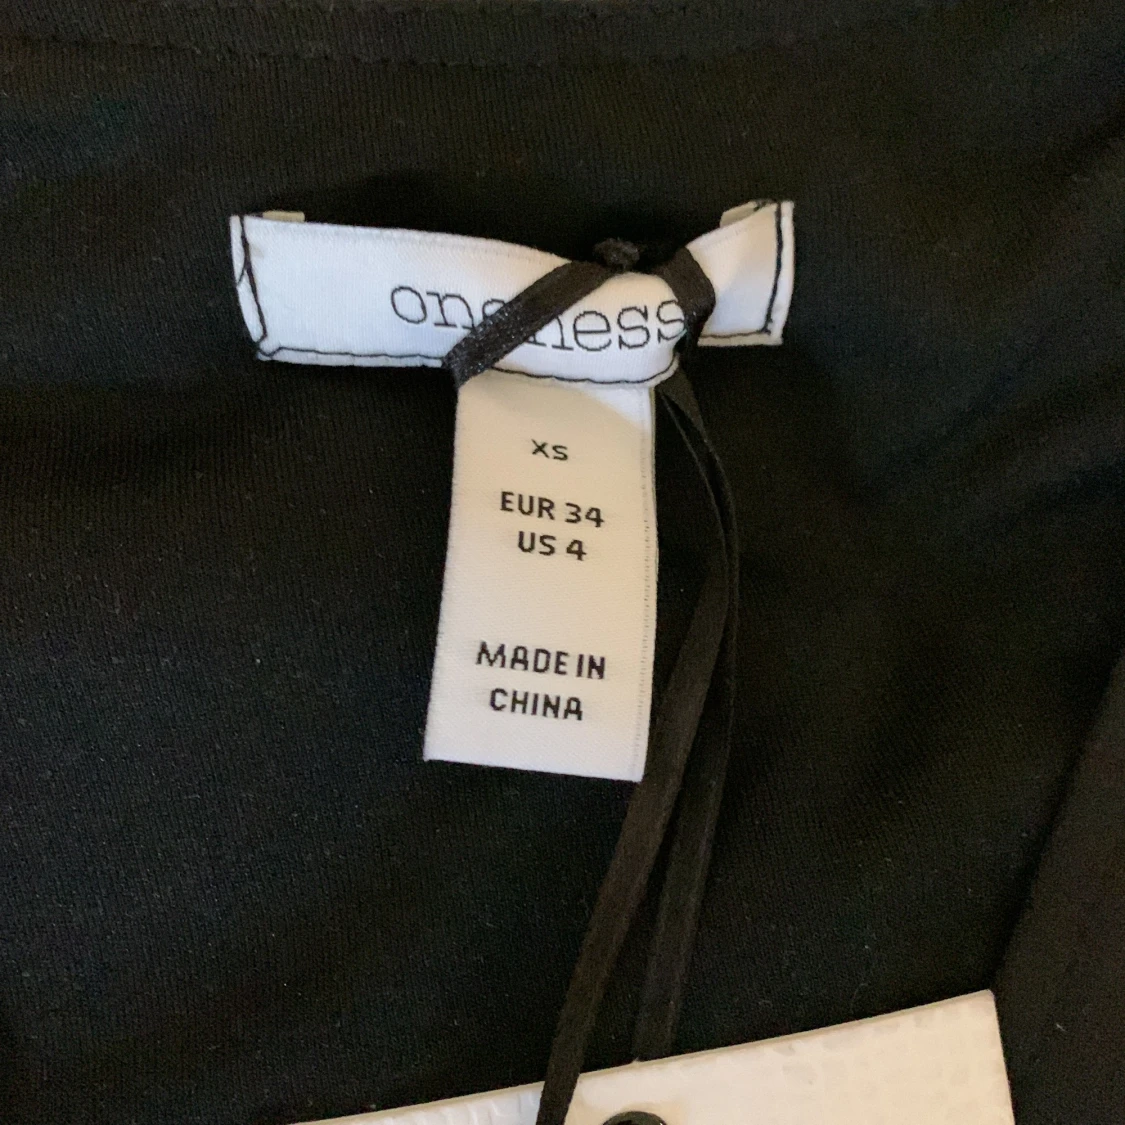 oneness
XS
EUR 34
US 4
MADE IN
CHINA